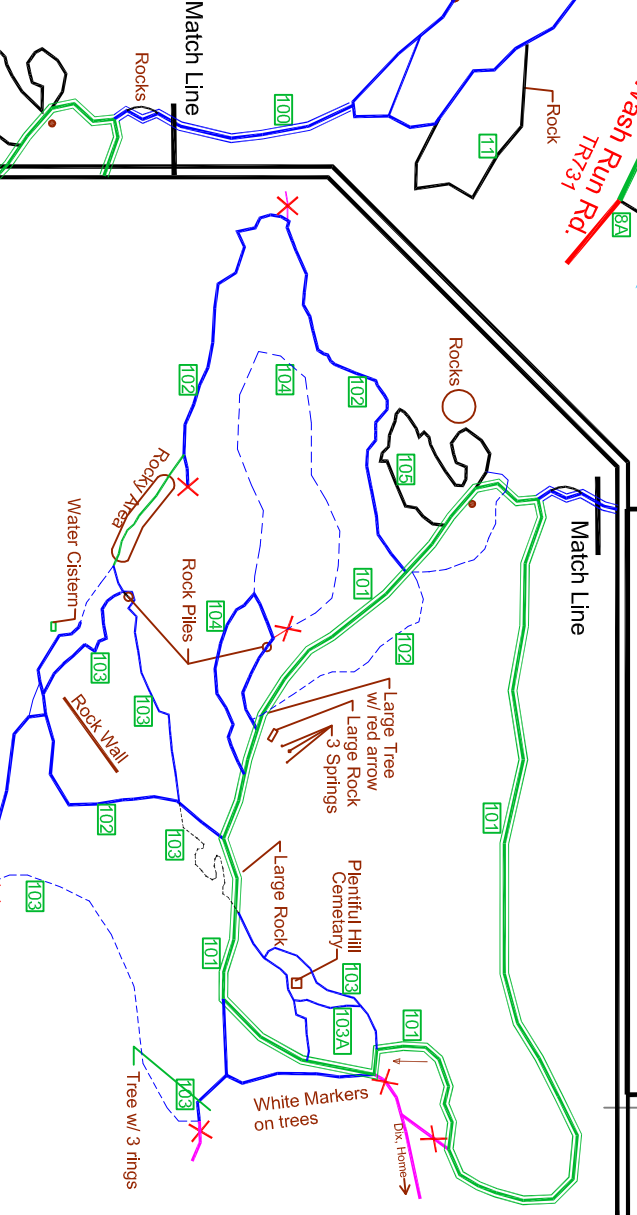 Match Line
Rocks
100
Rock
11
Wash Run Rd.
TR731
8A
102
104
102
Rocks
105
Rocky Area
Water Cistern
Rock Piles
104
101
102
Match Line
103
103
Rock Wall
102
103
Large Tree
w/ red arrow
Large Rock
3 Springs
101
Large Rock
Plentiful Hill
Cemetary
103
101
103
103A
101
103
Tree w/ 3 rings
White Markers
on trees
Dix. Home